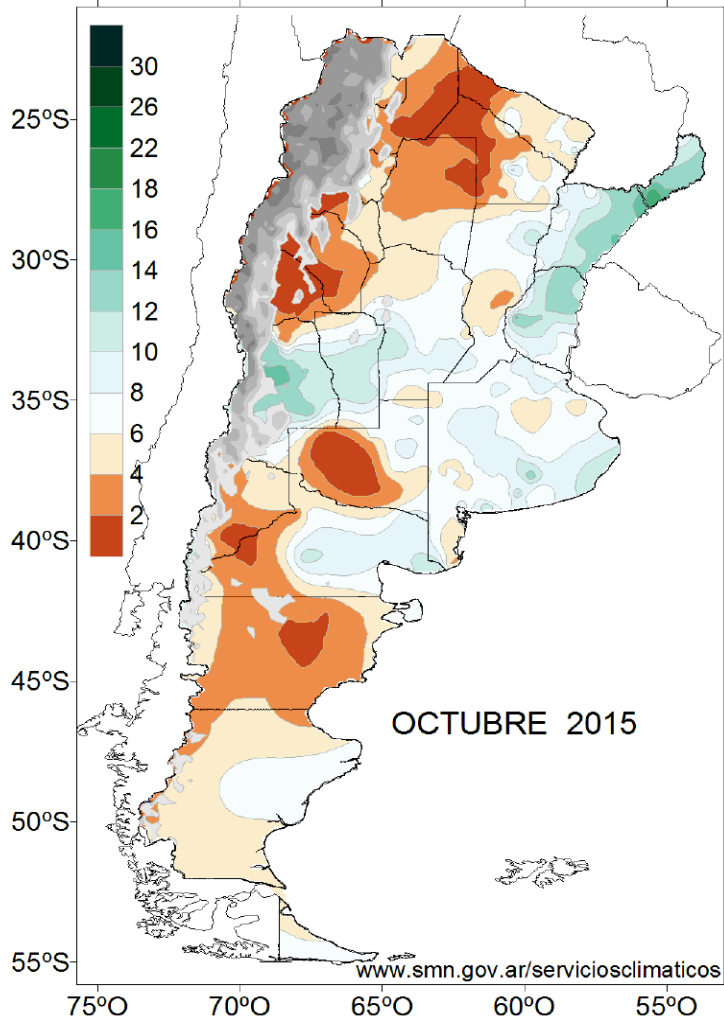 30
26
22
18
16
14
12
10
8
6
4
2
25ºS
30ºS
35ºS
40ºS
45ºS
50ºS
55ºS
OCTUBRE 2015
www.smn.gov.ar/serviciosclimaticos
75ºO 70ºO 65ºO 60ºO 55ºO